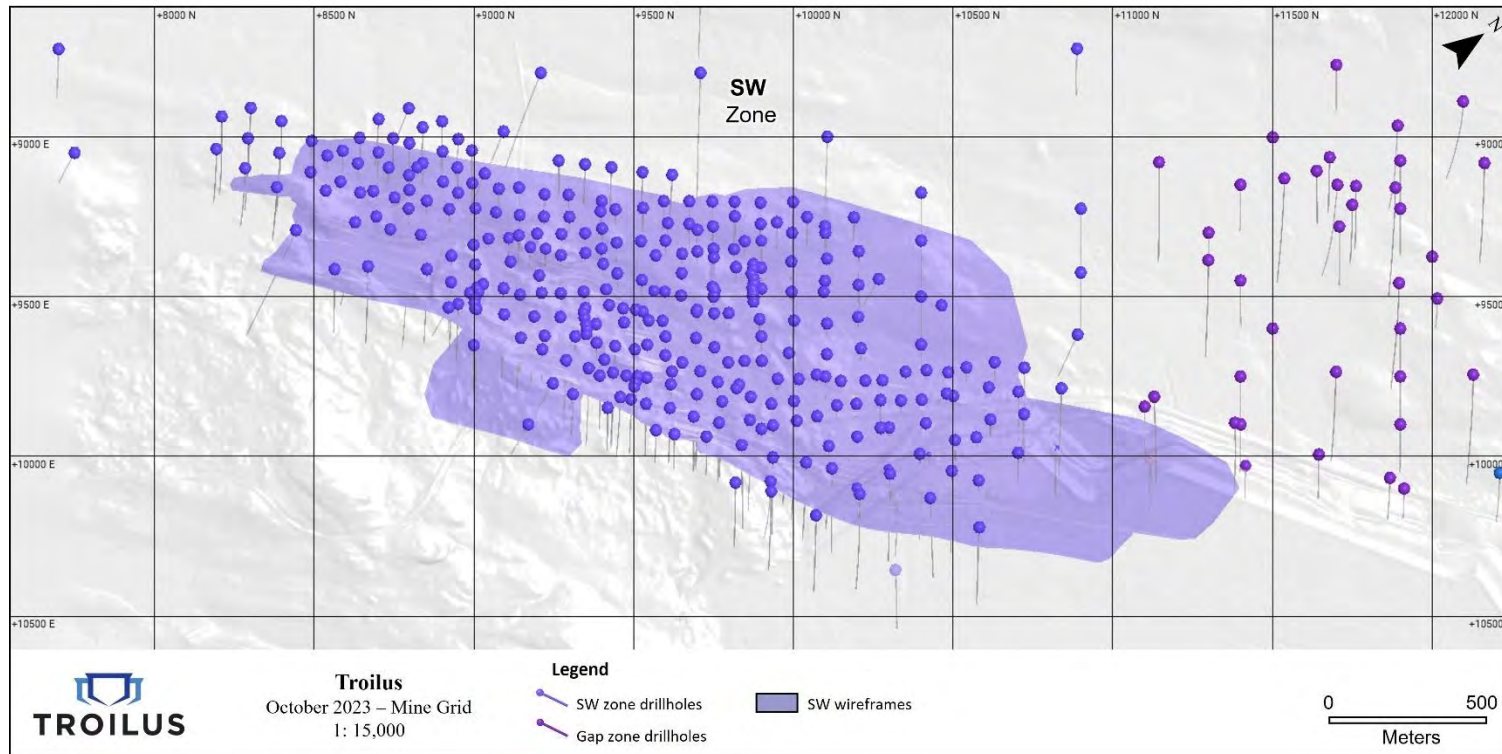 +8000 N
+8500 N
+9000 N
+9500 N
+10000 N
+10500 N
+11000 N
+11500 N
+12000 N
N
SW
Zone
+9000 E
+9000
+9500 E
+9500
+10000 E
+10000
+10500 E
+10500
TROILUS
Troilus
October 2023 – Mine Grid
1: 15,000
Legend
SW zone drillholes
Gap zone drillholes
SW wireframes
0 500
Meters